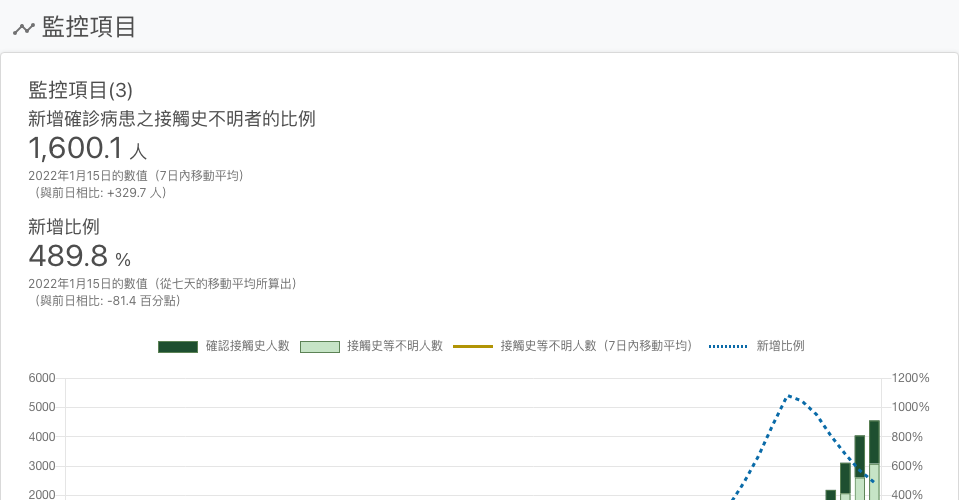 監控項目
監控項目(3)
新增確診病患之接觸史不明者的比例
1,600.1 人
2022年1月15日的數值（7日內移動平均）
（與前日相比: +329.7 人）
新增比例
489.8 %
2022年1月15日的數值（從七天的移動平均所算出）
（與前日相比: -81.4 百分點）
確認接觸史人數 接觸史等不明人數 接觸史等不明人數（7日內移動平均） 新增比例
6000 1200%
5000 1000%
4000 800%
3000 600%
2000 400%